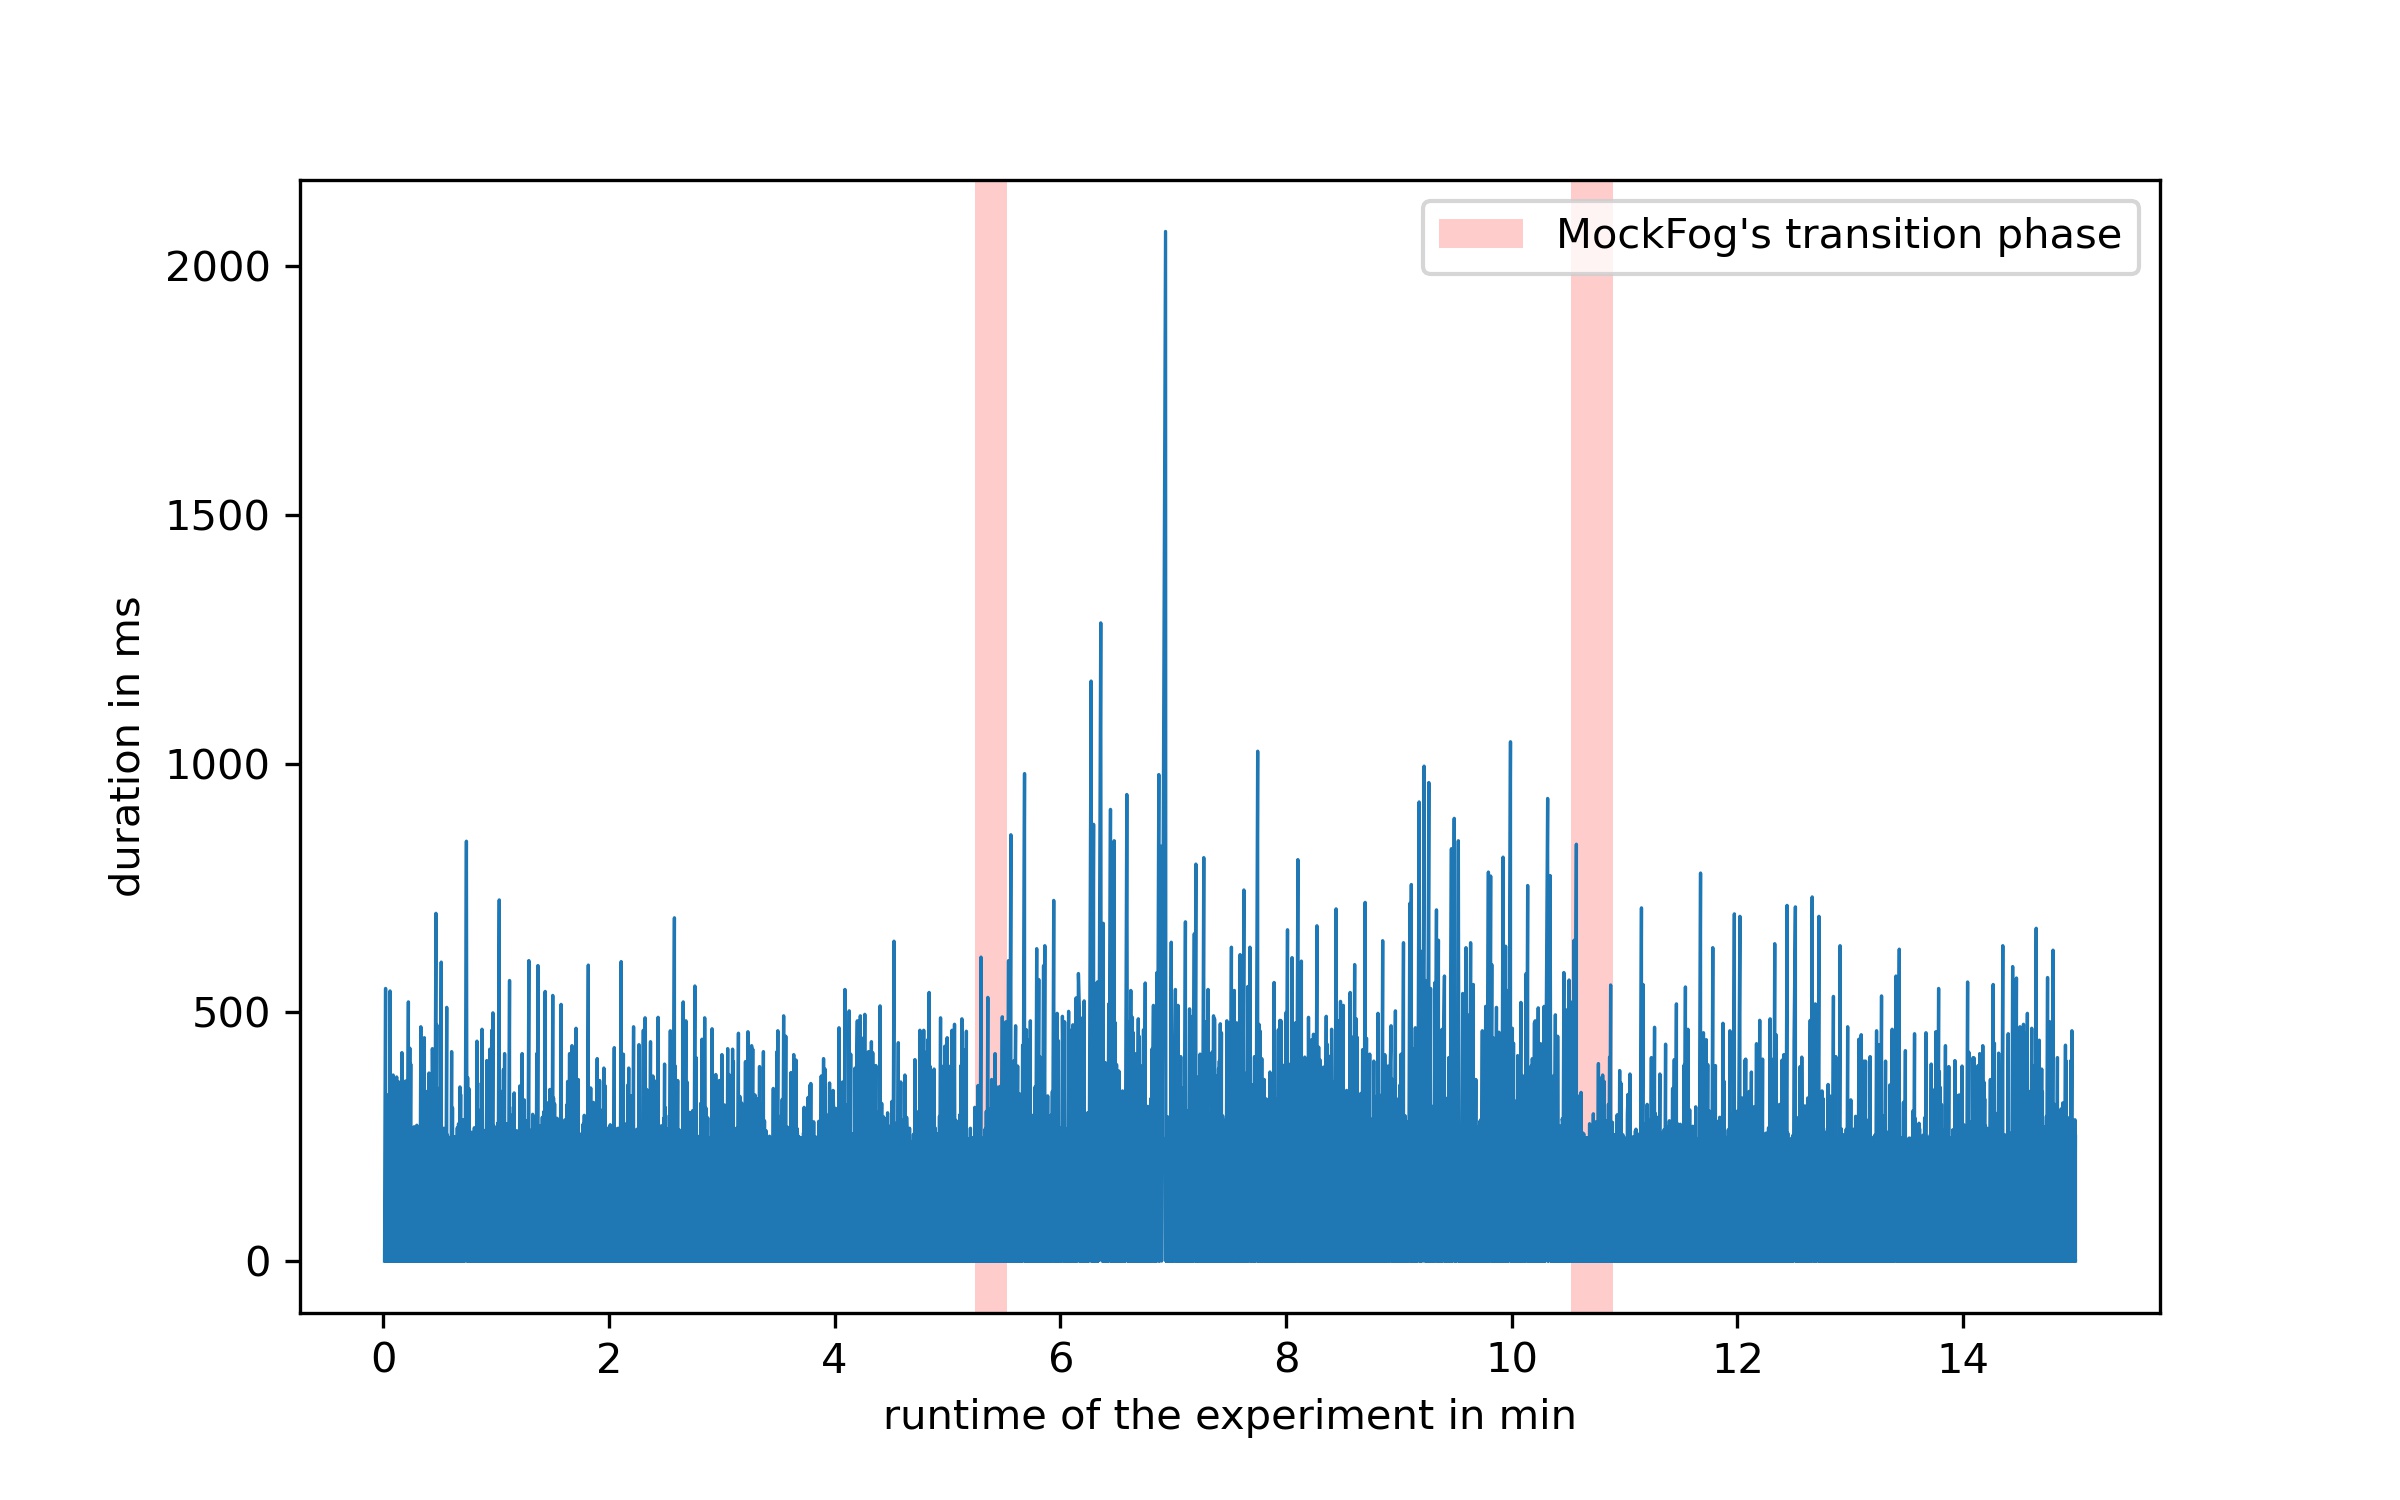 MockFog's transition phase
2000
1500
1000
500
0
duration in ms
0 2 4 6 8 10 12 14
runtime of the experiment in min